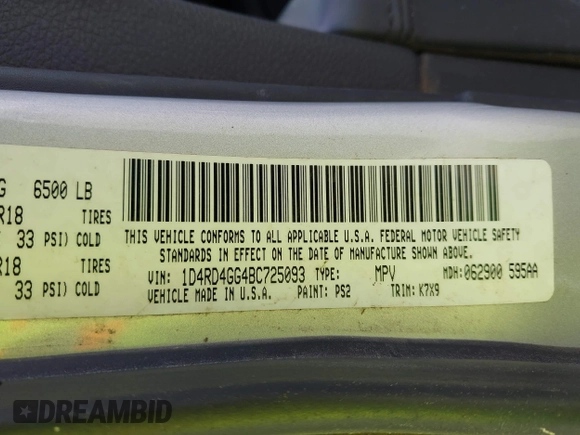 G 6500 LB
R18 TIRES
33 PSI) COLD
R18 TIRES
33 PSI) COLD
THIS VEHICLE CONFORMS TO ALL APPLICABLE U.S.A. FEDERAL MOTOR VEHICLE SAFETY
STANDARDS IN EFFECT ON THE DATE OF MANUFACTURE SHOWN ABOVE.
VIN: 1D4RD4GG4BC725093 TYPE: MPV MDH: 062900 595AA
VEHICLE MADE IN U.S.A. PAINT: PS2 TRIM: K7X9
DREAMBID